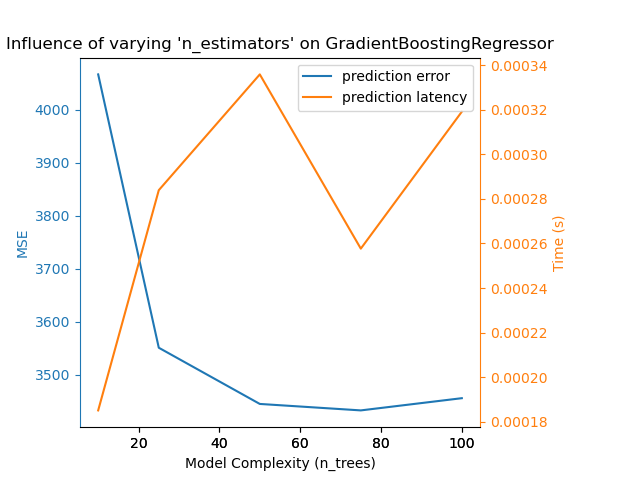 Influence of varying 'n_estimators' on GradientBoostingRegressor
prediction error
prediction latency
MSE
4000
3900
3800
3700
3600
3500
0.00034
0.00032
0.00030
0.00028
0.00026
0.00024
0.00022
0.00020
0.00018
Time (s)
20 40 60 80 100
Model Complexity (n_trees)